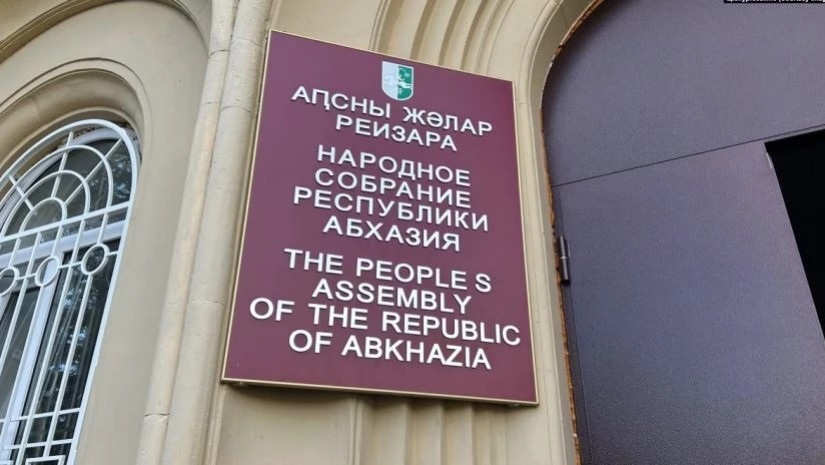 АԤСНЫ ЖӘЛАР
РЕИЗАРА
НАРОДНОЕ
СОБРАНИЕ
РЕСПУБЛИКИ
АБХАЗИЯ
THE PEOPLE S
ASSEMBLY
OF THE REPUBLIC
OF ABKHAZIA